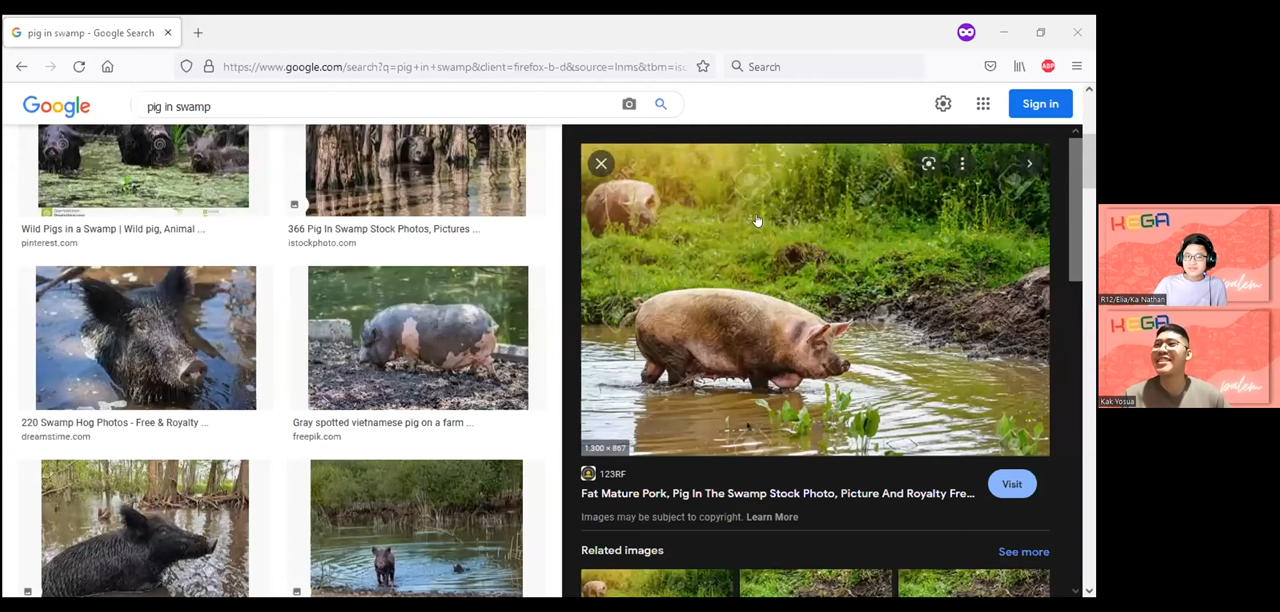 pig in swamp - Google Search
https://www.google.com/search?q=pig+in+swamp&client=firefox-b-d&source=lnms&tbm=isc
Search
ABP
Google
pig in swamp
Sign in
Wild Pigs in a Swamp | Wild pig, Animal ...
pinterest.com
366 Pig In Swamp Stock Photos, Pictures ...
istockphoto.com
220 Swamp Hog Photos - Free & Royalty ...
dreamstime.com
Gray spotted vietnamese pig on a farm ...
freepik.com
1,300 × 867
123RF
Fat Mature Pork, Pig In The Swamp Stock Photo, Picture And Royalty Fre...
Visit
Images may be subject to copyright. Learn More
Related images
See more
HEGA
palem
R12/Elia/Ka Nathan
HEGA
palem
Kak Yosua